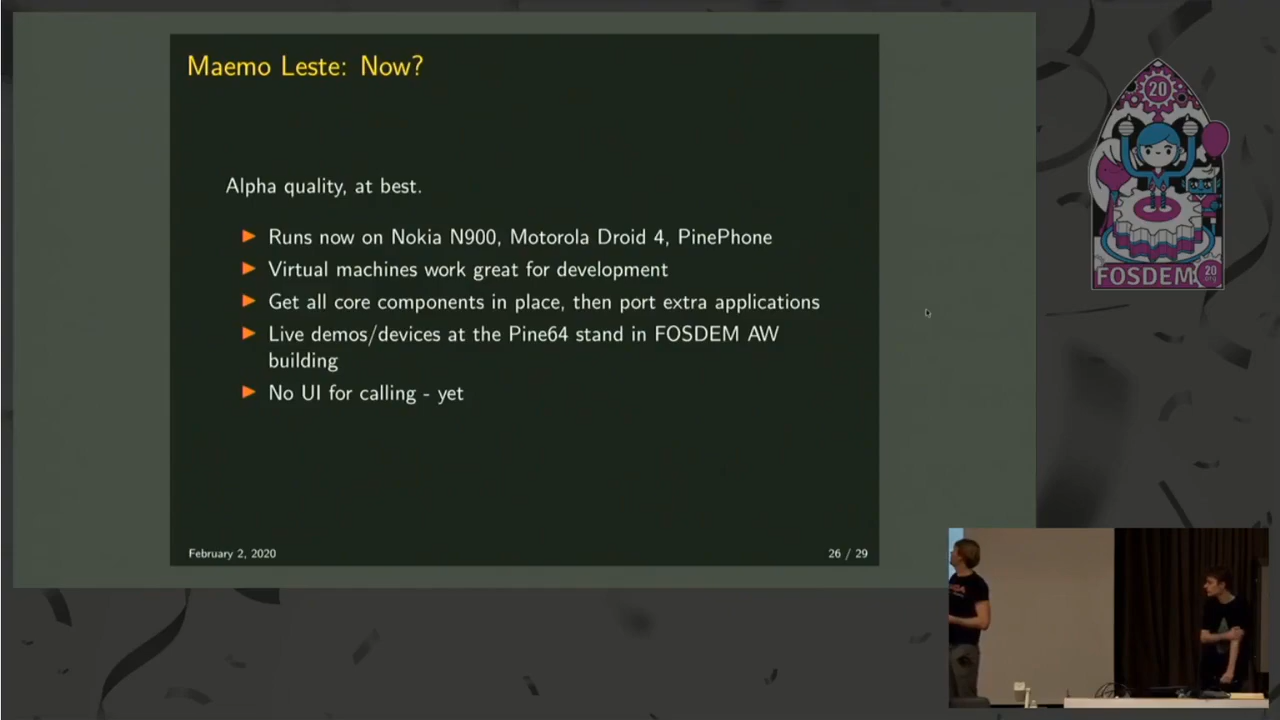 Maemo Leste: Now?
Alpha quality, at best.
Runs now on Nokia N900, Motorola Droid 4, PinePhone
Virtual machines work great for development
Get all core components in place, then port extra applications
Live demos/devices at the Pine64 stand in FOSDEM AW
building
No UI for calling - yet
February 2, 2020
26 / 29
20
FOSDEM
20
.org